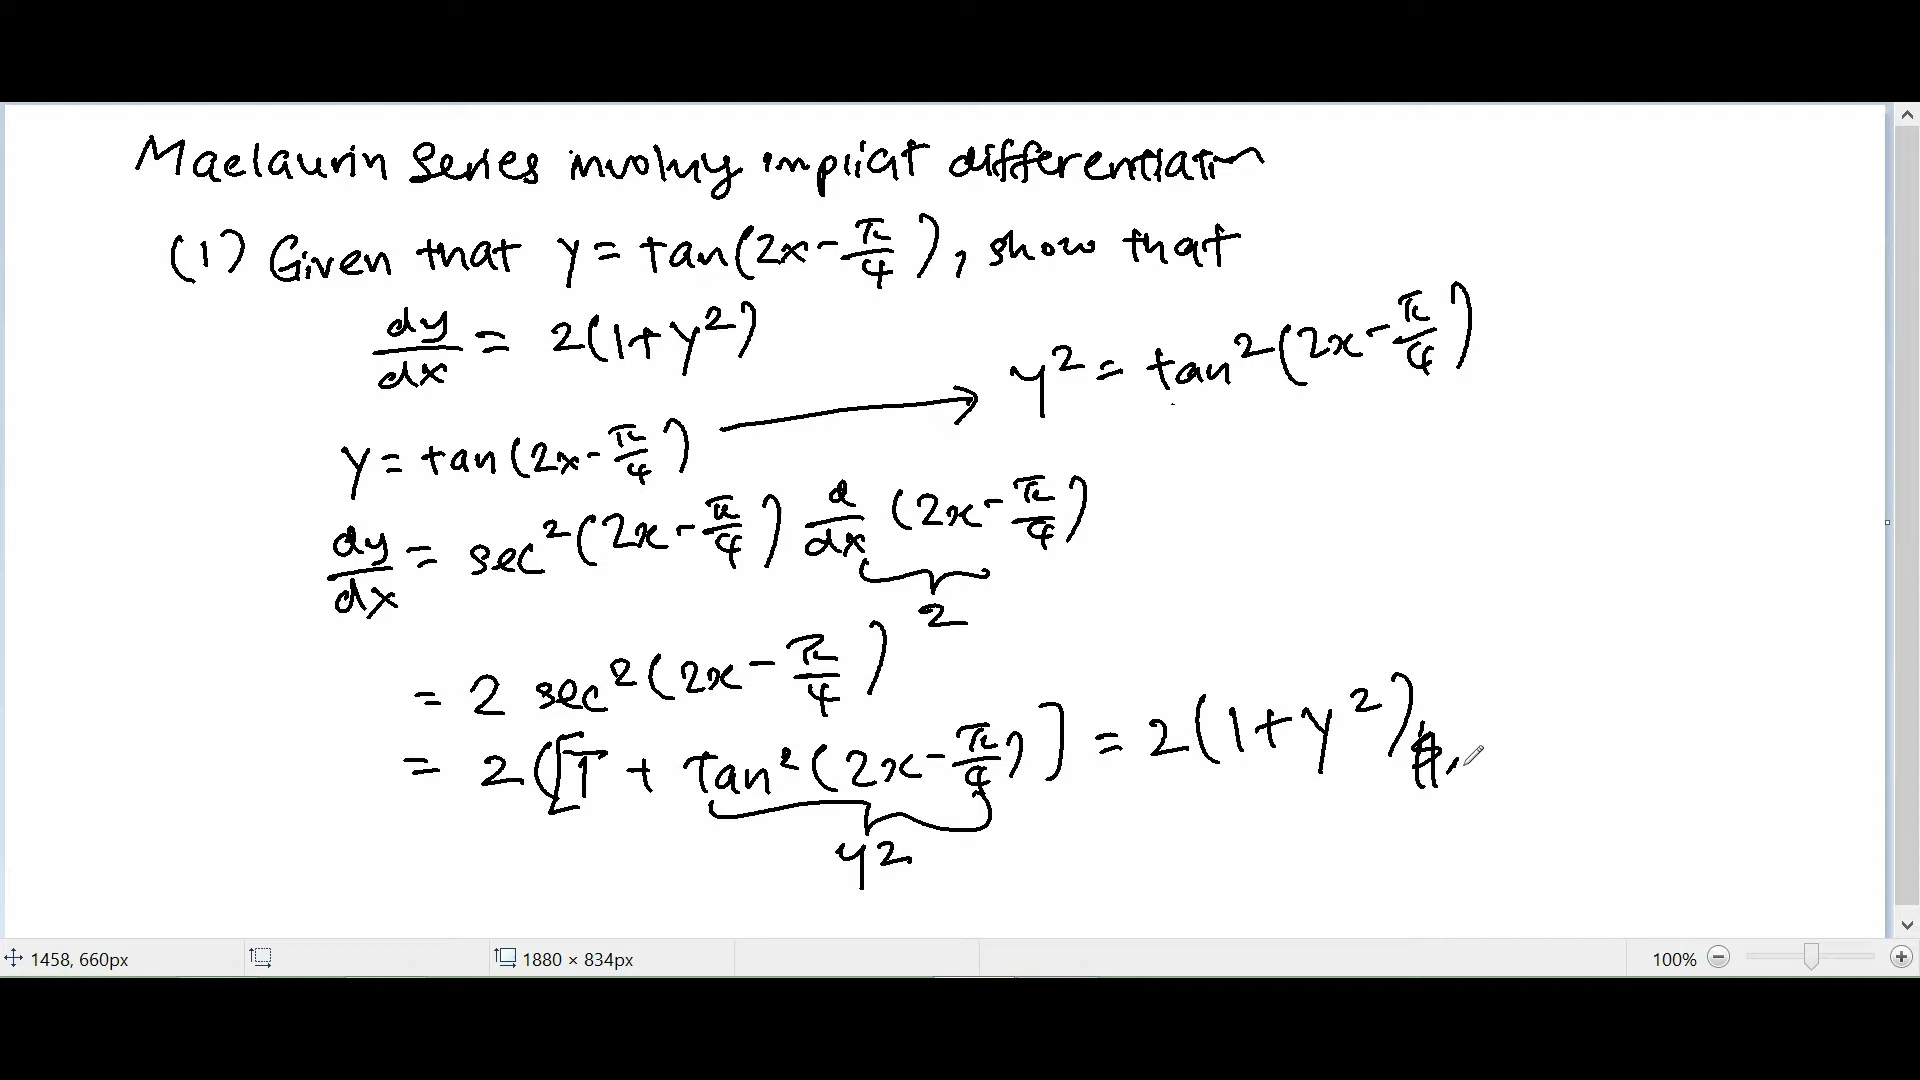 Maclaurin Series involving implicit differentiation
(1) Given that y = tan(2x - π/4), show that
dy/dx = 2(1+y²)
y² = tan²(2x - π/4)
y = tan(2x - π/4)
dy/dx = sec²(2x - π/4) d/dx (2x - π/4)
2
= 2 sec²(2x - π/4)
= 2[1 + tan²(2x - π/4)] = 2(1+y²)
y²
1458, 660px 1880 × 834px 100%